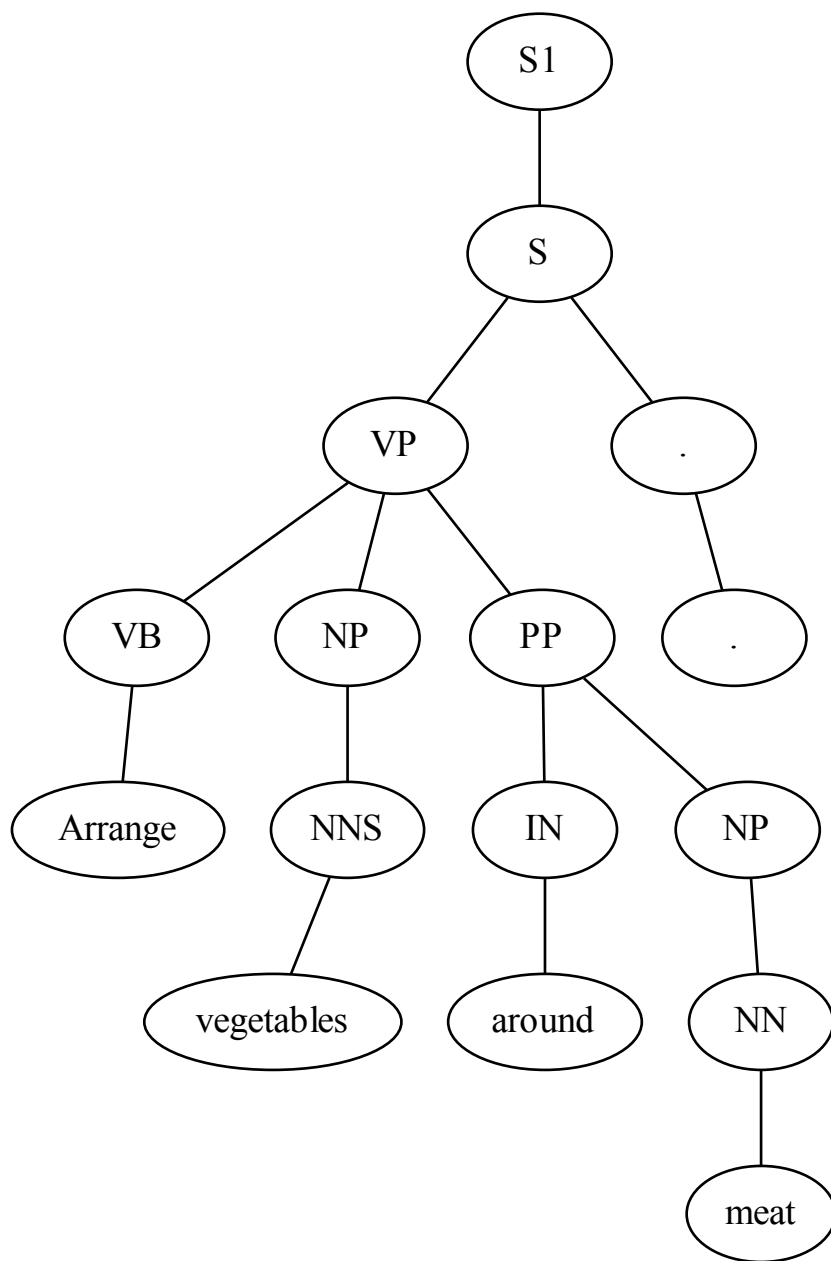 S1
S
VP .
VB NP PP .
Arrange NNS IN NP
vegetables around NN
meat